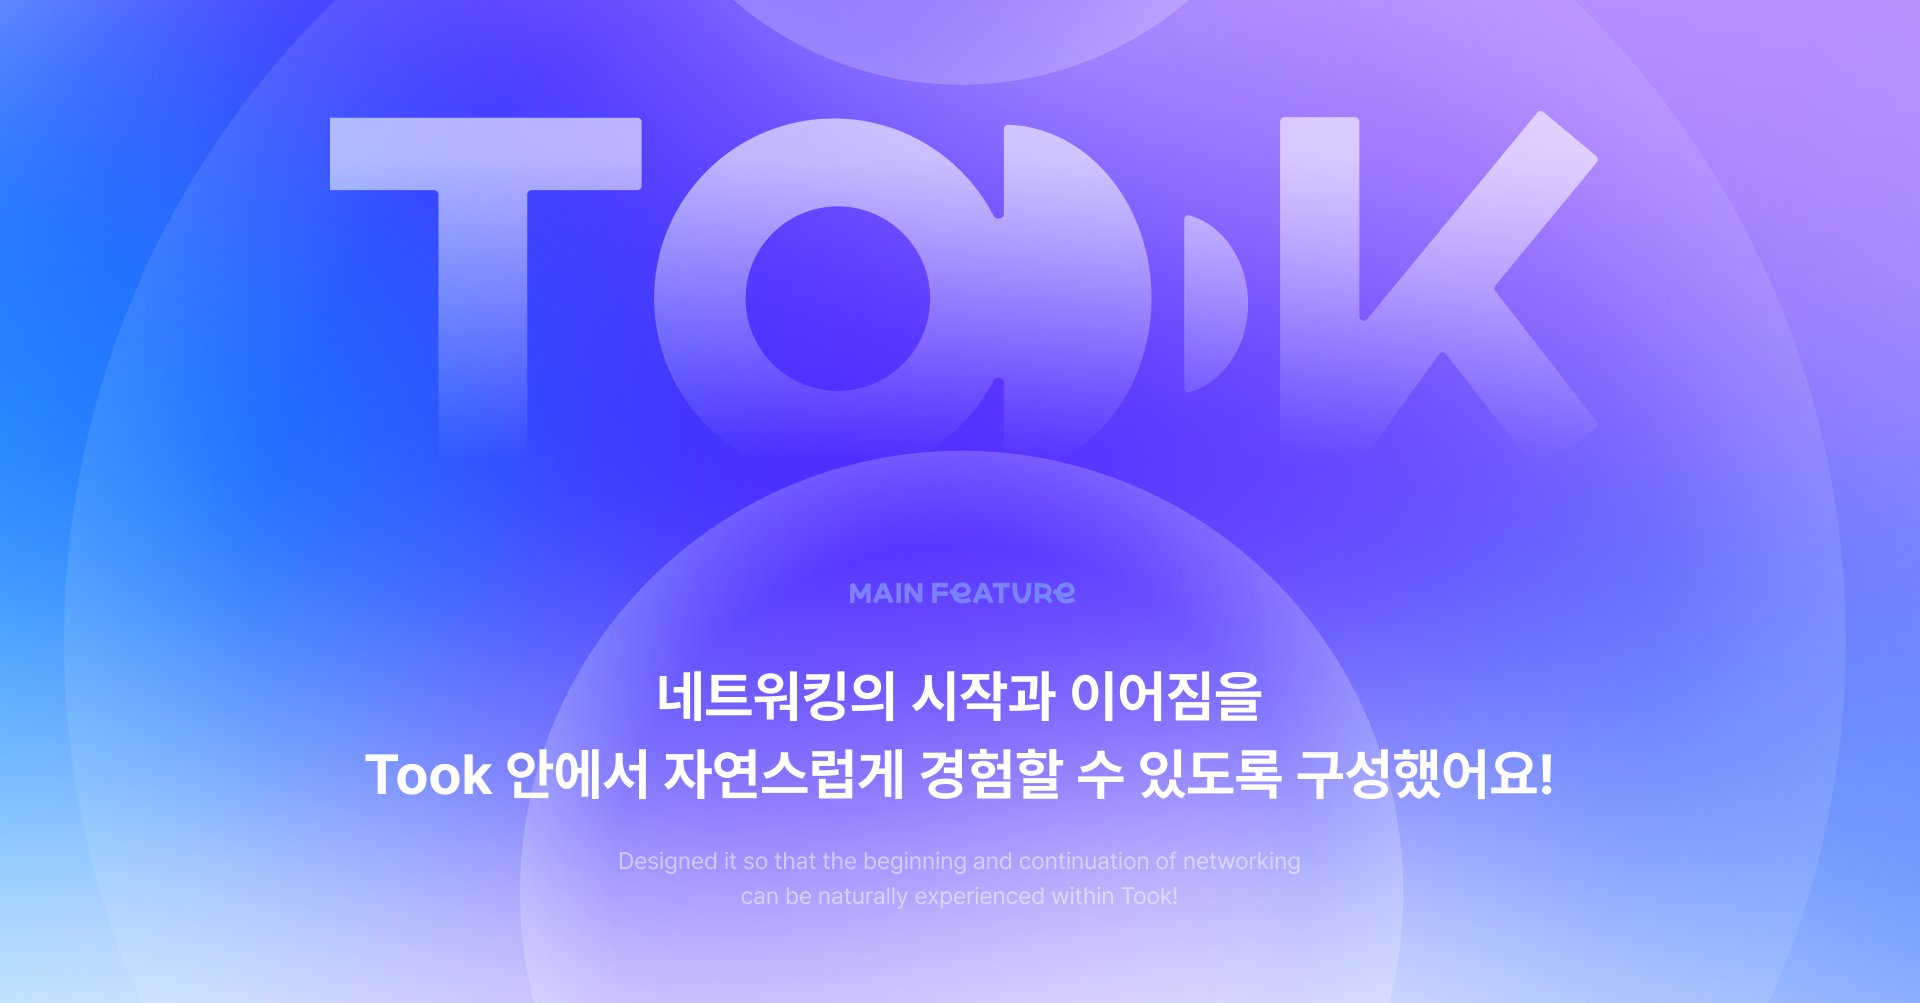 Took
MAIN FEATURE
네트워킹의 시작과 이어짐을
Took 안에서 자연스럽게 경험할 수 있도록 구성했어요!
Designed it so that the beginning and continuation of networking
can be naturally experienced within Took!